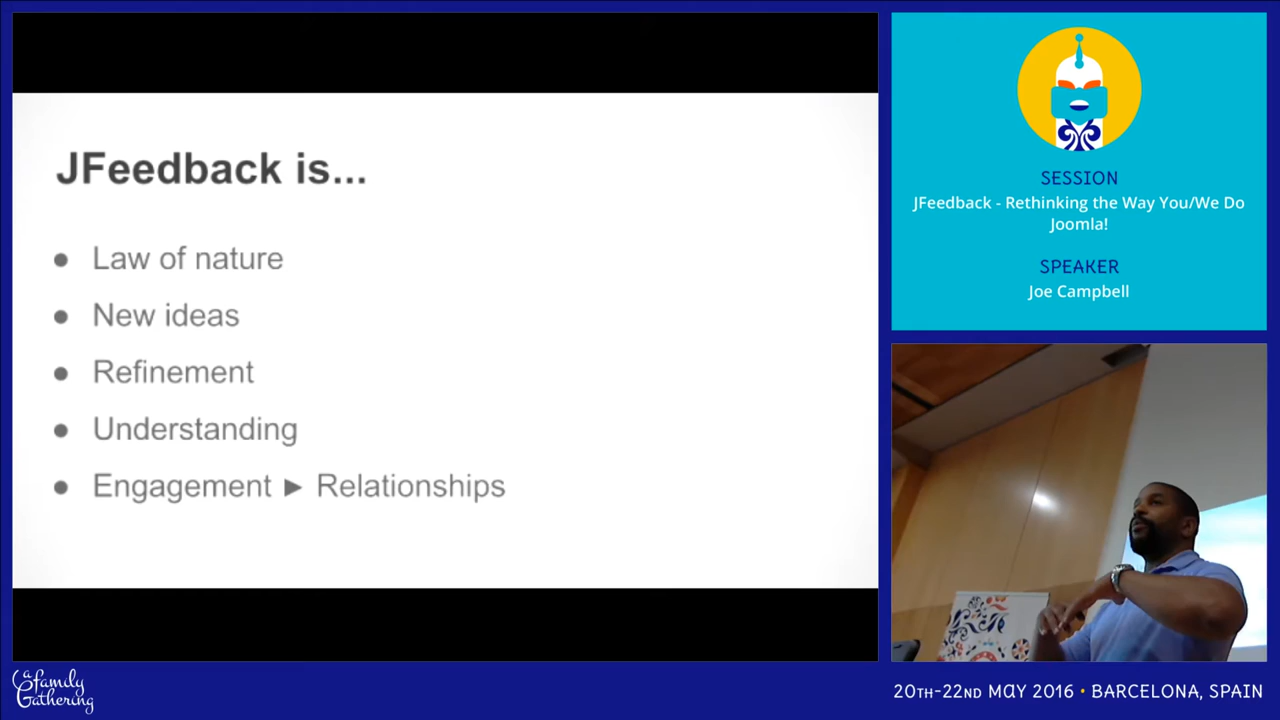 JFeedback is...
● Law of nature
● New ideas
● Refinement
● Understanding
● Engagement ► Relationships
SESSION
JFeedback - Rethinking the Way You/We Do
Joomla!
SPEAKER
Joe Campbell
a family
Gathering
20TH-22ND MAY 2016 • BARCELONA, SPAIN